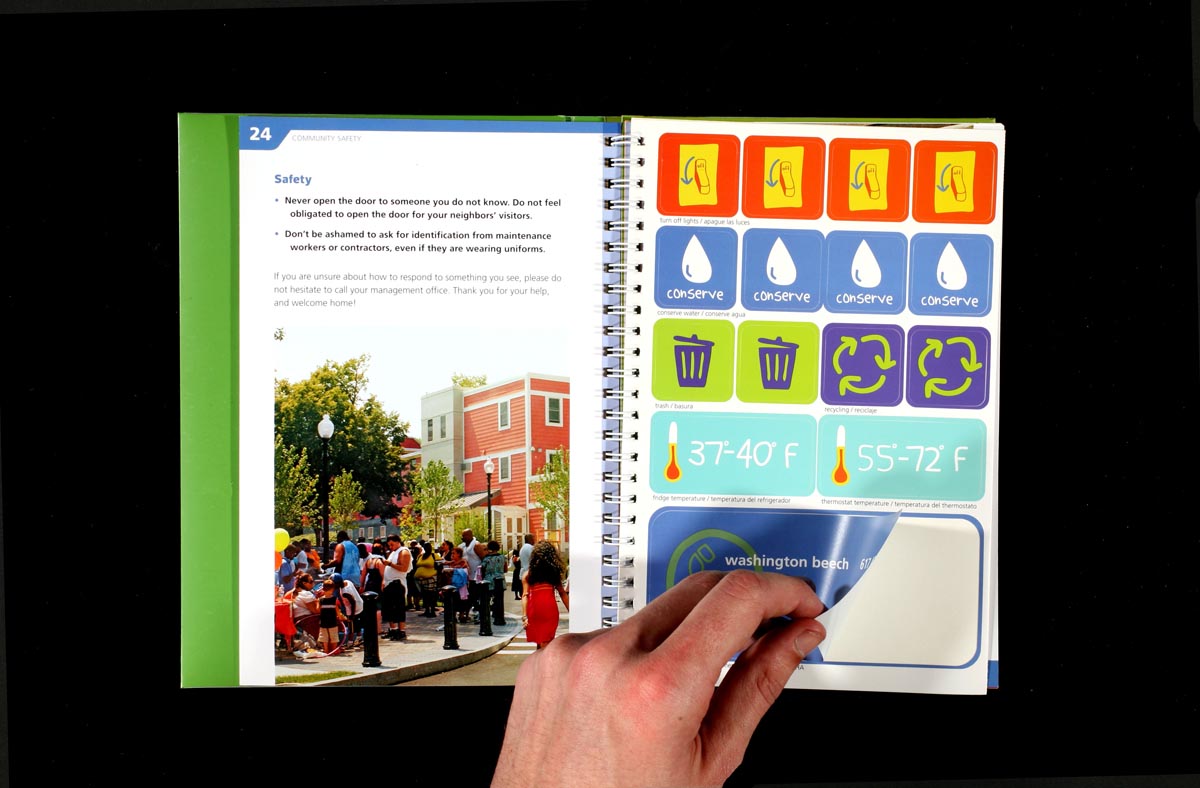 24
COMMUNITY SAFETY
Safety
• Never open the door to someone you do not know. Do not feel
obligated to open the door for your neighbors' visitors.
• Don't be ashamed to ask for identification from maintenance
workers or contractors, even if they are wearing uniforms.
If you are unsure about how to respond to something you see, please do
not hesitate to call your management office. Thank you for your help,
and welcome home!
turn off lights / apague las luces
conserve conserve conserve conserve
conserve water / conserve agua
trash / basura
recycling / reciclaje
37°-40° F
55°-72° F
fridge temperature / temperatura del refrigerador
thermostat temperature / temperatura del thermostato
washington beech